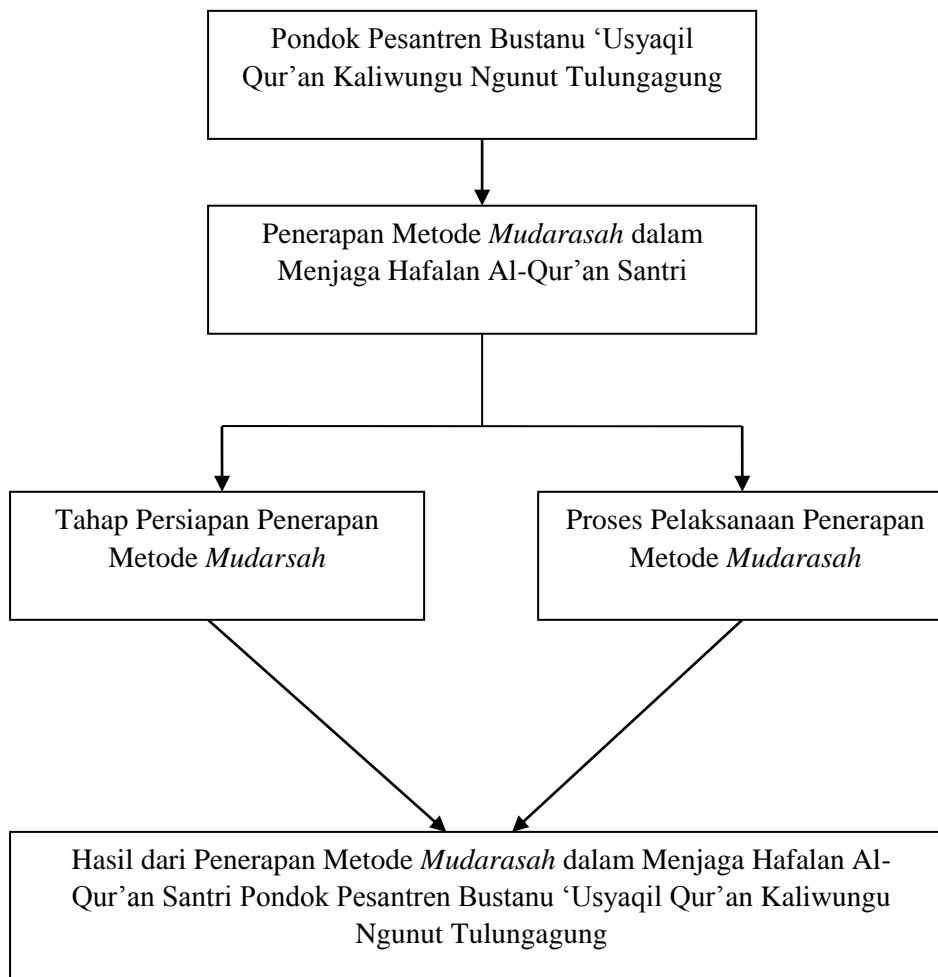 Pondok Pesantren Bustanu ‘Usyaqil
Qur’an Kaliwungu Ngunut Tulungagung
Penerapan Metode Mudarasah dalam
Menjaga Hafalan Al-Qur’an Santri
Tahap Persiapan Penerapan
Metode Mudarsah
Proses Pelaksanaan Penerapan
Metode Mudarasah
Hasil dari Penerapan Metode Mudarasah dalam Menjaga Hafalan Al-
Qur’an Santri Pondok Pesantren Bustanu ‘Usyaqil Qur’an Kaliwungu
Ngunut Tulungagung